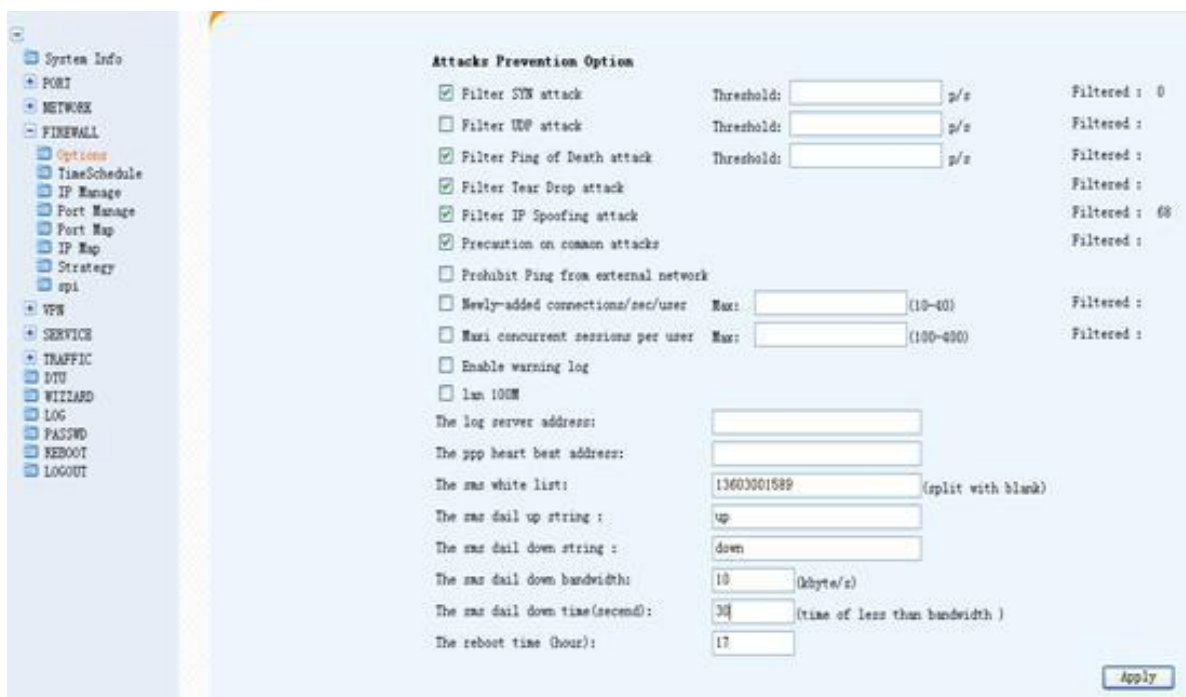 System Info
PORT
NETWORK
FIREWALL
Options
TimeSchedule
IP Manage
Port Manage
Port Map
IP Map
Strategy
spi
VPN
SERVICE
TRAFFIC
DTU
WIZZARD
LOG
PASSWD
REBOOT
LOGOUT
Attacks Prevention Option
Filter SYN attack Threshold: p/s Filtered : 0
Filter UDP attack Threshold: p/s Filtered :
Filter Ping of Death attack Threshold: p/s Filtered :
Filter Tear Drop attack Filtered :
Filter IP Spoofing attack Filtered : 68
Precaution on common attacks Filtered :
Prohibit Ping from external network
Newly-added connections/sec/user Max: (10-40) Filtered :
Maxi concurrent sessions per user Max: (100-400) Filtered :
Enable warning log
lan 100M
The log server address:
The ppp heart beat address:
The sms white list: 13603001589 (split with blank)
The sms dail up string : up
The sms dail down string : down
The sms dail down bandwidth: 10 (kbyte/s)
The sms dail down time(secend): 30 (time of less than bandwidth )
The reboot time (hour): 17
Apply